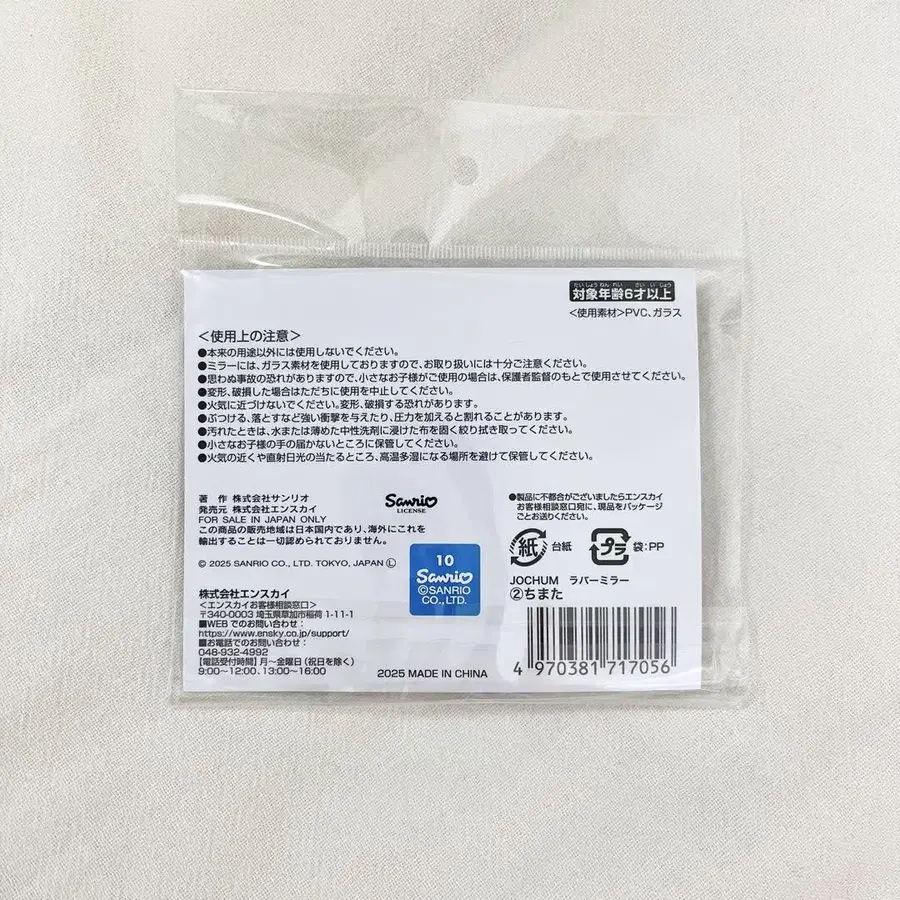 たいしょうねんれい さいいじょう
対象年齢6才以上
<使用素材>PVC、ガラス
<使用上の注意>
●本来の用途以外には使用しないでください。
●ミラーには、ガラス素材を使用しておりますので、お取り扱いには十分ご注意ください。
●思わぬ事故の恐れがありますので、小さなお子様がご使用の場合は、保護者監督のもとで使用させてください。
●変形、破損した場合はただちに使用を中止してください。
●火気に近づけないでください。変形、破損する恐れがあります。
●ぶつける、落とすなど強い衝撃を与えたり、圧力を加えると割れることがあります。
●汚れたときは、水または薄めた中性洗剤に浸けた布を固く絞り拭き取ってください。
●小さなお子様の手の届かないところに保管してください。
●火気の近くや直射日光の当たるところ、高温多湿になる場所を避けて保管してください。
著 作 株式会社サンリオ
発売元 株式会社エンスカイ
FOR SALE IN JAPAN ONLY
この商品の販売地域は日本国内であり、海外にこれを
輸出することは一切認められておりません。
© 2025 SANRIO CO., LTD. TOKYO, JAPAN Ⓛ
Sanrio
LICENSE
10
Sanrio
©SANRIO
CO., LTD.
株式会社エンスカイ
<エンスカイお客様相談窓口>
〒340-0003 埼玉県草加市稲荷 1-11-1
■WEB でのお問い合わせ:
https://www.ensky.co.jp/support/
■お電話でのお問い合わせ:
048-932-4992
【電話受付時間】月〜金曜日(祝日を除く)
9:00〜12:00、13:00〜16:00
2025 MADE IN CHINA
●製品に不都合がございましたらエンスカイ
お客様相談窓口宛に、現品をパッケージ
ごとお送りください。
紙 台紙 プラ 袋:PP
JOCHUM ラバーミラー
②ちまた
4 970381 717056